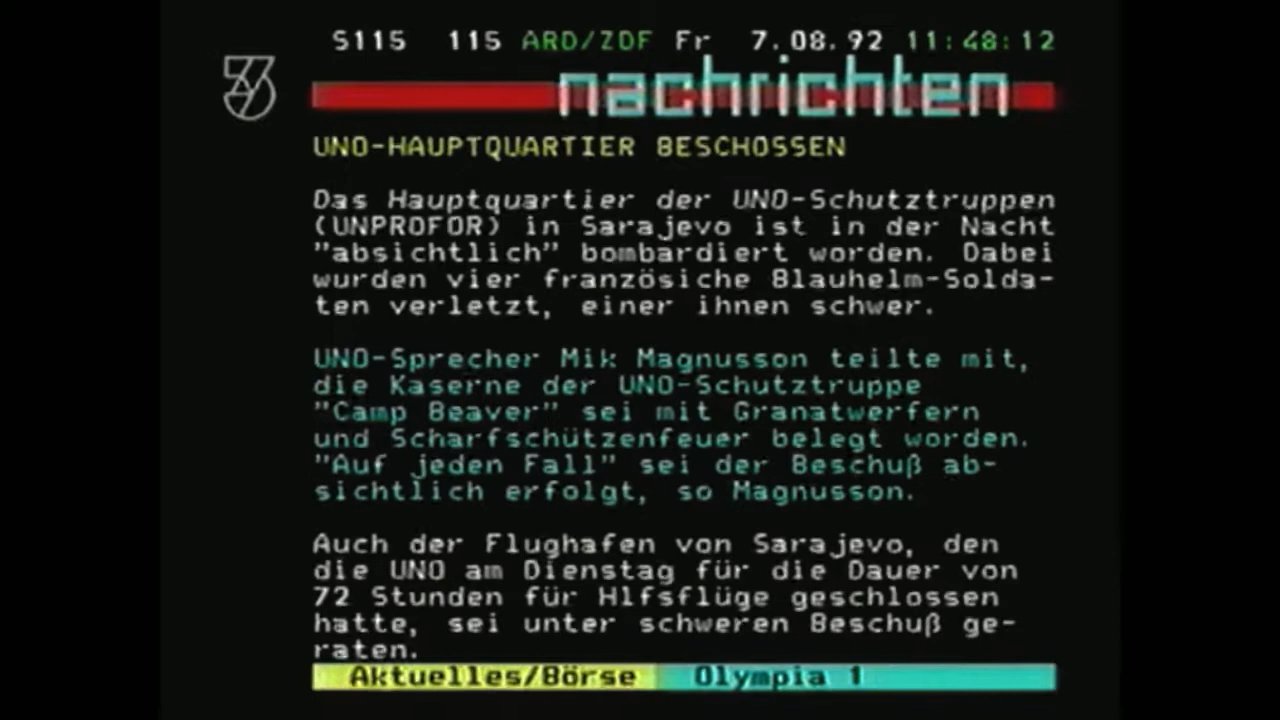 S115 115 ARD/ZDF Fr 7.08.92 11:48:12
3
nachrichten
UNO-HAUPTQUARTIER BESCHOSSEN
Das Hauptquartier der UNO-Schutztruppen
(UNPROFOR) in Sarajevo ist in der Nacht
"absichtlich" bombardiert worden. Dabei
wurden vier französiche Blauhelm-Solda-
ten verletzt, einer ihnen schwer.
UNO-Sprecher Mik Magnusson teilte mit,
die Kaserne der UNO-Schutztruppe
"Camp Beaver" sei mit Granatwerfern
und Scharfschützenfeuer belegt worden.
"Auf jeden Fall" sei der Beschuß ab-
sichtlich erfolgt, so Magnusson.
Auch der Flughafen von Sarajevo, den
die UNO am Dienstag für die Dauer von
72 Stunden für Hlfsflüge geschlossen
hatte, sei unter schweren Beschuß ge-
raten.
Aktuelles/Börse Olympia 1